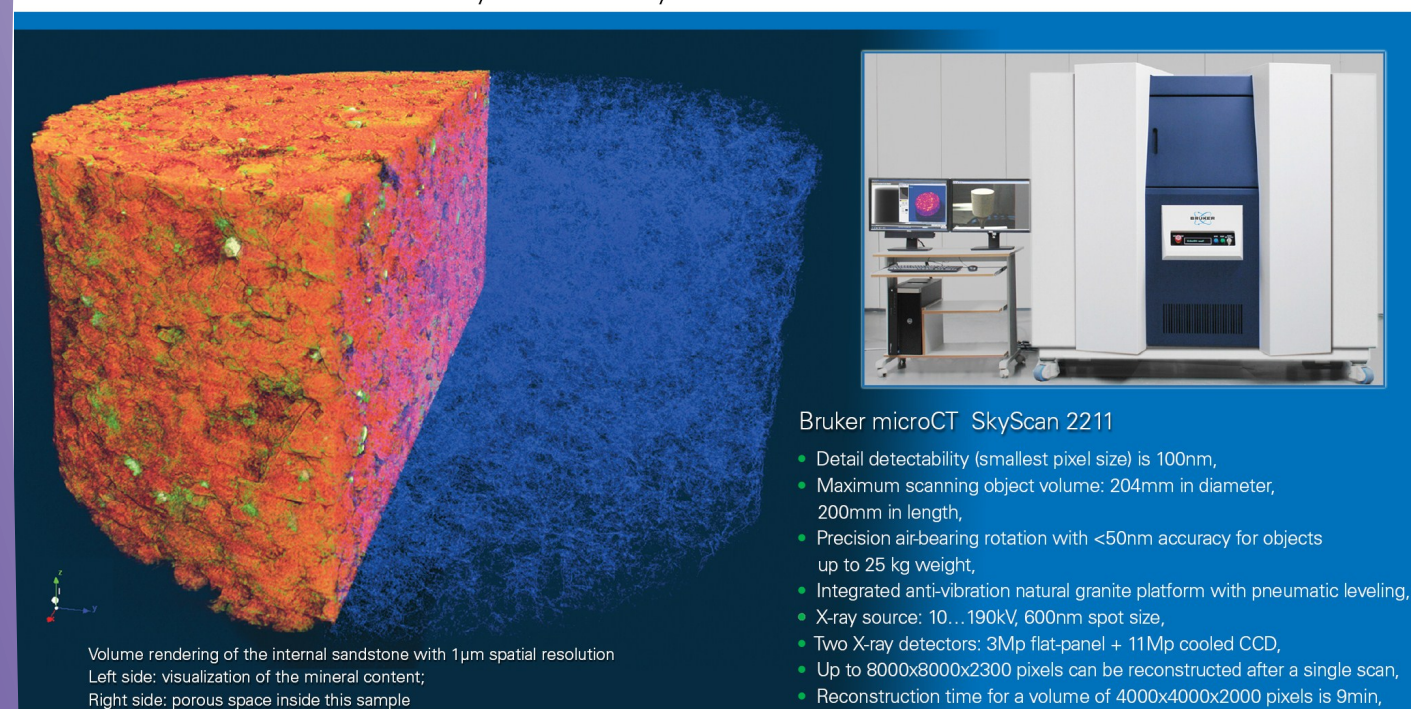 Volume rendering of the internal sandstone with 1µm spatial resolution
Left side: visualization of the mineral content;
Right side: porous space inside this sample
z
y
x
BRUKER
Bruker microCT SkyScan 2211
• Detail detectability (smallest pixel size) is 100nm,
• Maximum scanning object volume: 204mm in diameter,
200mm in length,
• Precision air-bearing rotation with <50nm accuracy for objects
up to 25 kg weight,
• Integrated anti-vibration natural granite platform with pneumatic leveling,
• X-ray source: 10...190kV, 600nm spot size,
• Two X-ray detectors: 3Mp flat-panel + 11Mp cooled CCD,
• Up to 8000x8000x2300 pixels can be reconstructed after a single scan,
• Reconstruction time for a volume of 4000x4000x2000 pixels is 9min,